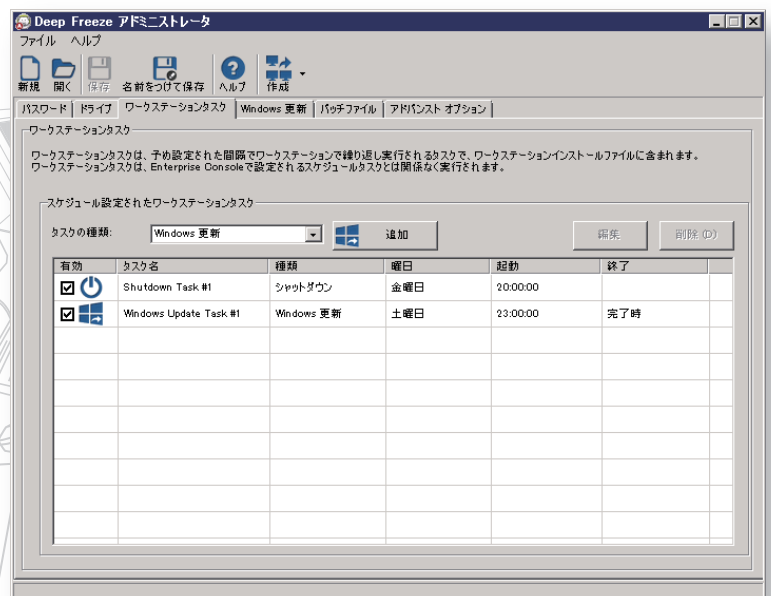 Deep Freeze アドミニストレータ
ファイル ヘルプ
新規 開く 保存 名前をつけて保存 ヘルプ 作成
パスワード ドライブ ワークステーションタスク Windows 更新 パッチファイル アドバンスト オプション
ワークステーションタスク
ワークステーションタスクは、予め設定された間隔でワークステーションで繰り返し実行されるタスクで、ワークステーションインストールファイルに含まれます。
ワークステーションタスクは、Enterprise Consoleで設定されるスケジュールタスクとは関係なく実行されます。
スケジュール設定されたワークステーションタスク
タスクの種類: Windows 更新 追加 編集 削除 (D)
有効 タスク名 種類 曜日 起動 終了
Shutdown Task #1 シャットダウン 金曜日 20:00:00
Windows Update Task #1 Windows 更新 土曜日 23:00:00 完了時